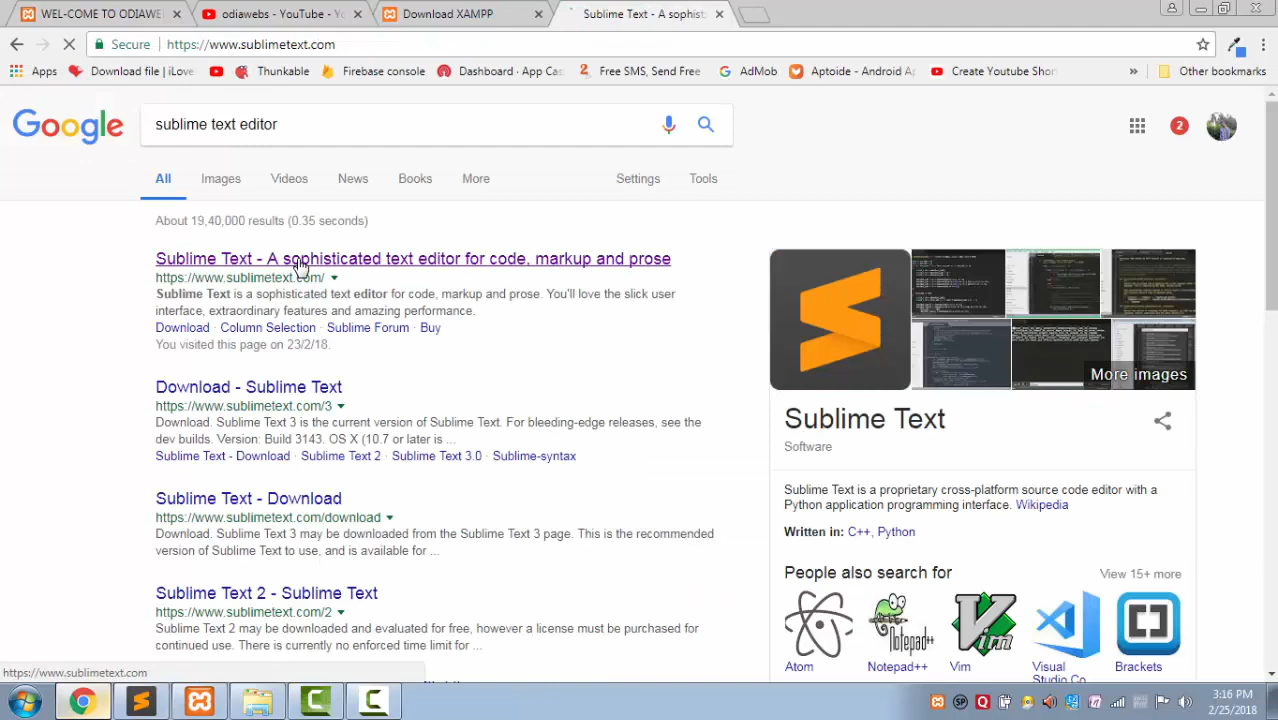 WEL-COME TO ODIAWE
odiawebs - YouTube - Yo
Download XAMPP
Sublime Text - A sophist
Secure https://www.sublimetext.com
Apps
Download file | iLove
Thunkable
Firebase console
Dashboard · App Cas
Free SMS, Send Free
AdMob
Aptoide - Android Ap
Create Youtube Shor
Other bookmarks
Google
sublime text editor
2
All Images Videos News Books More Settings Tools
About 19,40,000 results (0.35 seconds)
Sublime Text - A sophisticated text editor for code, markup and prose
https://www.sublimetext.com/
Sublime Text is a sophisticated text editor for code, markup and prose. You'll love the slick user
interface, extraordinary features and amazing performance.
Download · Column Selection · Sublime Forum · Buy
You visited this page on 23/2/18.
Download - Sublime Text
https://www.sublimetext.com/3
Download. Sublime Text 3 is the current version of Sublime Text. For bleeding-edge releases, see the
dev builds. Version: Build 3143. OS X (10.7 or later is ...
Sublime Text - Download · Sublime Text 2 · Sublime Text 3.0 · Sublime-syntax
Sublime Text - Download
https://www.sublimetext.com/download
Download. Sublime Text 3 may be downloaded from the Sublime Text 3 page. This is the recommended
version of Sublime Text to use, and is available for ...
Sublime Text 2 - Sublime Text
https://www.sublimetext.com/2
Sublime Text 2 may be downloaded and evaluated for free, however a license must be purchased for
continued use. There is currently no enforced time limit for ...
More images
Sublime Text
Software
Sublime Text is a proprietary cross-platform source code editor with a
Python application programming interface. Wikipedia
Written in: C++, Python
People also search for
View 15+ more
Atom
Notepad++
Vim
Visual
Studio Co
Brackets
https://www.sublimetext.com
3:16 PM
2/25/2018